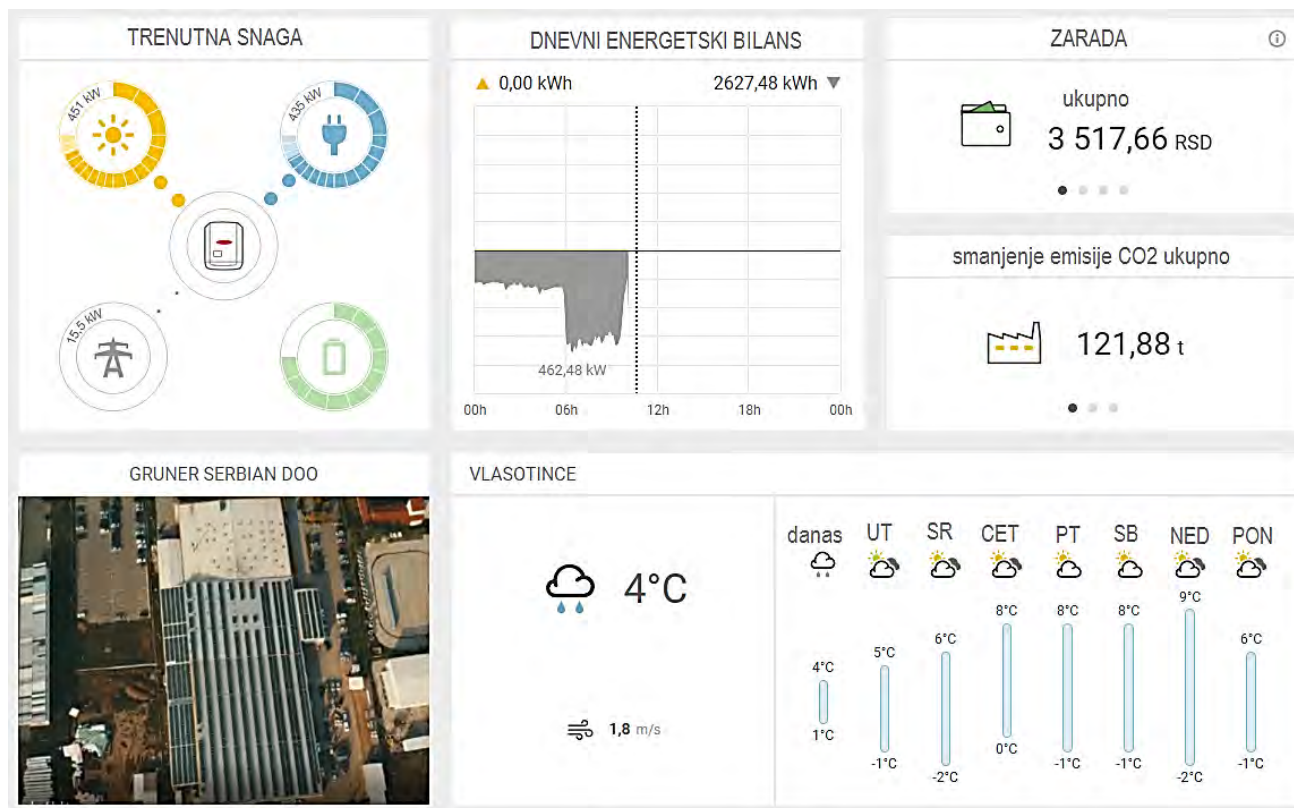 TRENUTNA SNAGA
451 kW
435 kW
15.5 kW
DNEVNI ENERGETSKI BILANS
0,00 kWh
2627,48 kWh
462,48 kW
00h 06h 12h 18h 00h
ZARADA
ukupno
3 517,66 RSD
smanjenje emisije CO2 ukupno
121,88 t
GRUNER SERBIAN DOO
VLASOTINCE
4°C
1,8 m/s
danas UT SR CET PT SB NED PON
4°C 5°C 6°C 8°C 8°C 8°C 9°C 6°C
1°C -1°C -2°C 0°C -1°C -1°C -2°C -1°C